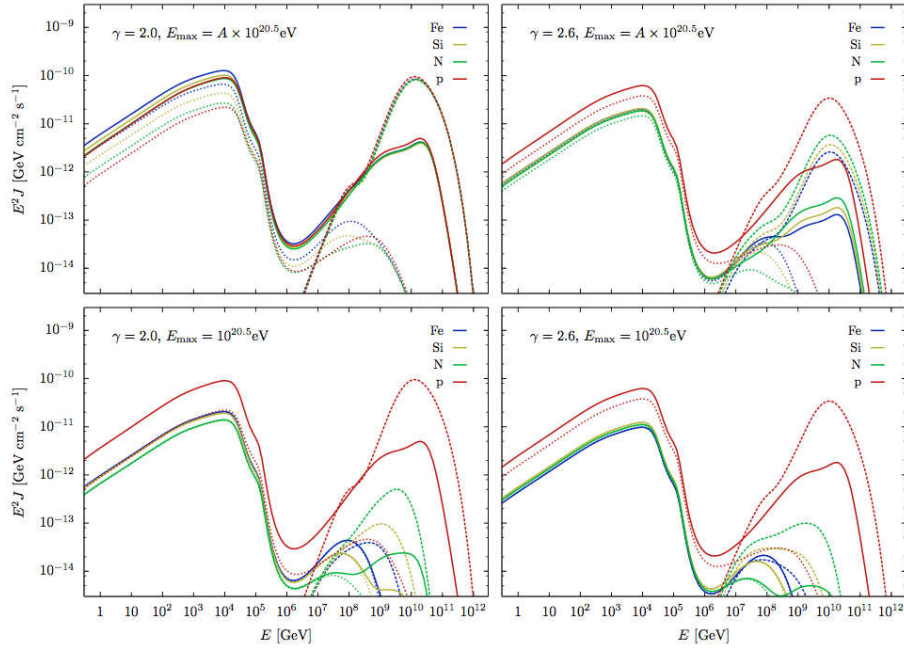 γ = 2.0, E_max = A × 10^20.5 eV
Fe
Si
N
p
10^-9
10^-10
10^-11
10^-12
10^-13
10^-14
E² J [GeV cm^-2 s^-1]
γ = 2.6, E_max = A × 10^20.5 eV
Fe
Si
N
p
γ = 2.0, E_max = 10^20.5 eV
Fe
Si
N
p
10^-9
10^-10
10^-11
10^-12
10^-13
10^-14
E² J [GeV cm^-2 s^-1]
1 10 10^2 10^3 10^4 10^5 10^6 10^7 10^8 10^9 10^10 10^11 10^12
E [GeV]
γ = 2.6, E_max = 10^20.5 eV
Fe
Si
N
p
1 10 10^2 10^3 10^4 10^5 10^6 10^7 10^8 10^9 10^10 10^11 10^12
E [GeV]